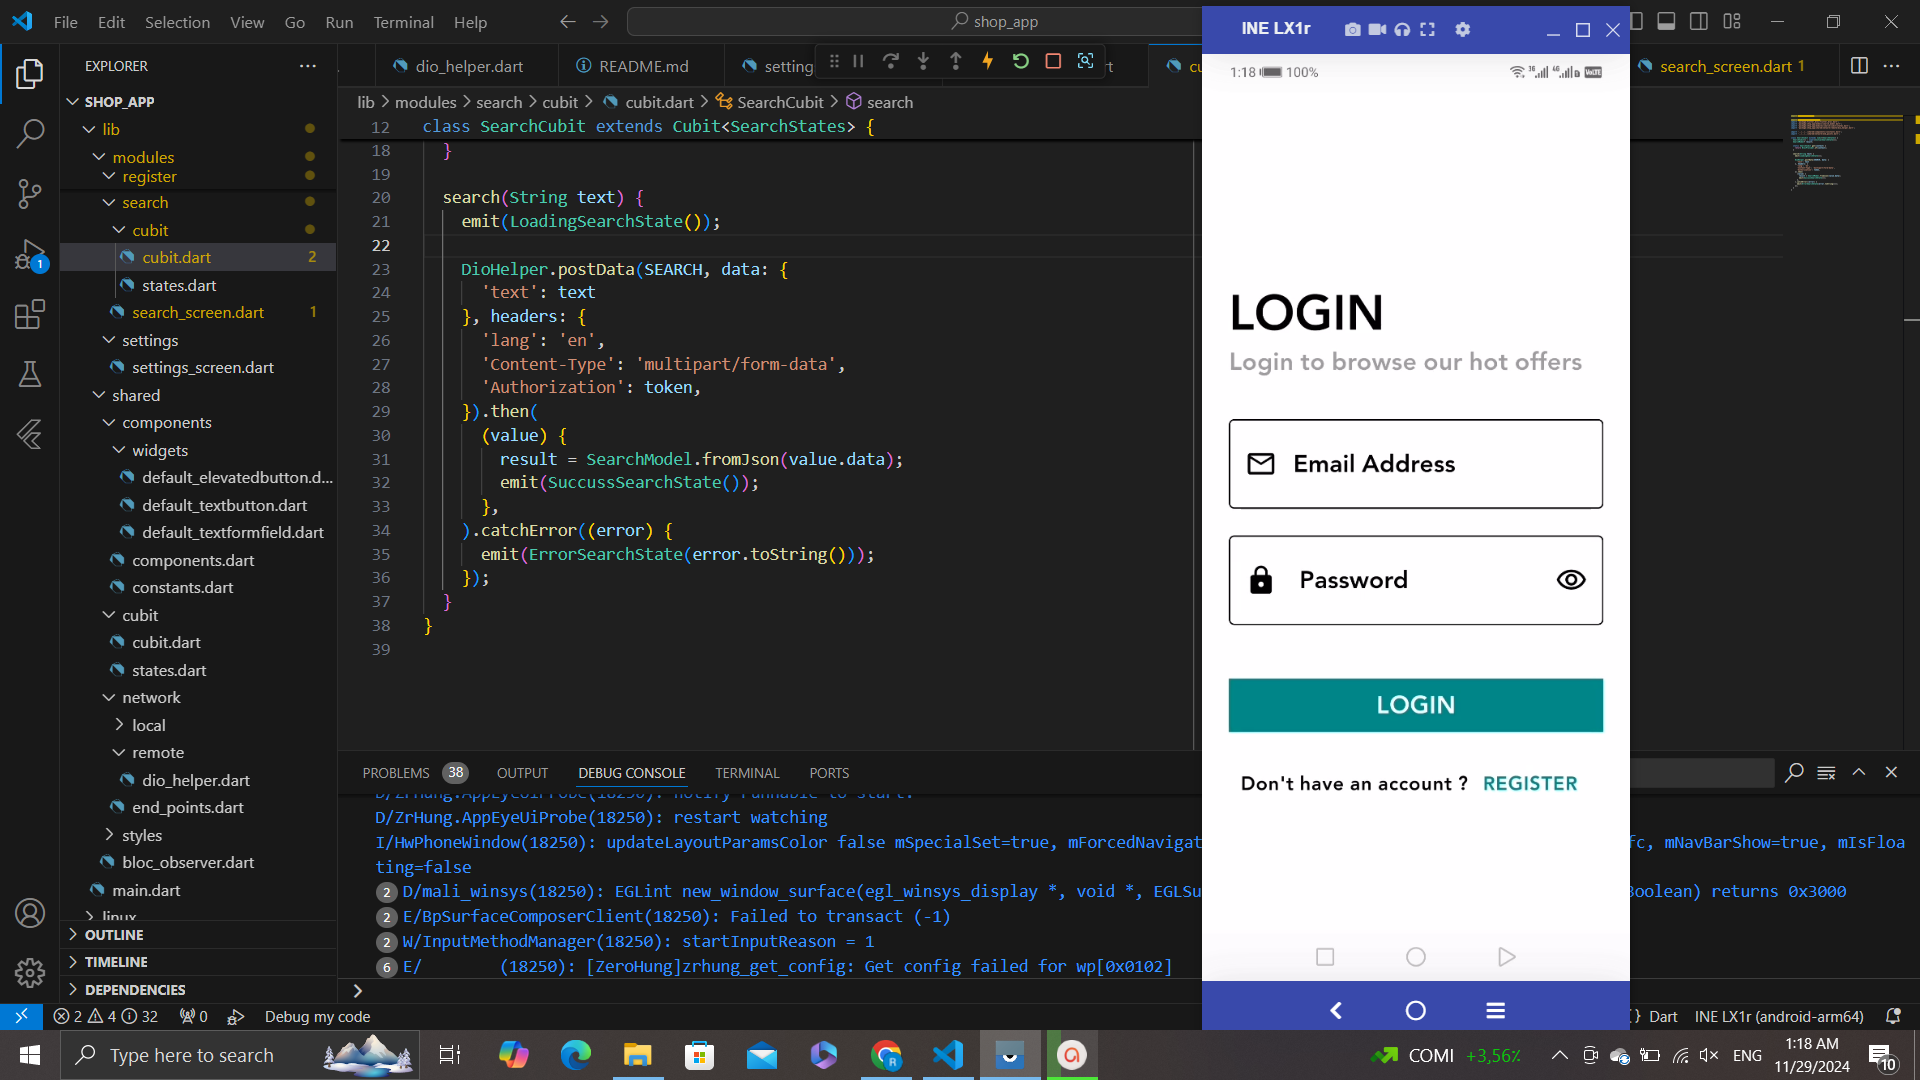 File Edit Selection View Go Run Terminal Help
shop_app
EXPLORER
SHOP_APP
lib
modules
register
search
cubit
cubit.dart 2
states.dart
search_screen.dart 1
settings
settings_screen.dart
shared
components
widgets
default_elevatedbutton.d...
default_textbutton.dart
default_textformfield.dart
components.dart
constants.dart
cubit
cubit.dart
states.dart
network
local
remote
dio_helper.dart
end_points.dart
styles
bloc_observer.dart
main.dart
linux
OUTLINE
TIMELINE
DEPENDENCIES
1
dio_helper.dart
README.md
search_screen.dart 1
lib > modules > search > cubit > cubit.dart > SearchCubit > search
12 class SearchCubit extends Cubit<SearchStates> {
18 }
19
20 search(String text) {
21 emit(LoadingSearchState());
22
23 DioHelper.postData(SEARCH, data: {
24 'text': text
25 }, headers: {
26 'lang': 'en',
27 'Content-Type': 'multipart/form-data',
28 'Authorization': token,
29 }).then(
30 (value) {
31 result = SearchModel.fromJson(value.data);
32 emit(SuccussSearchState());
33 },
34 ).catchError((error) {
35 emit(ErrorSearchState(error.toString()));
36 });
37 }
38 }
39
PROBLEMS 38 OUTPUT DEBUG CONSOLE TERMINAL PORTS
D/ZrHung.AppEyeUiProbe(18250): notify runnable to start.
D/ZrHung.AppEyeUiProbe(18250): restart watching
I/HwPhoneWindow(18250): updateLayoutParamsColor false mSpecialSet=true, mForcedNavigat
fc, mNavBarShow=true, mIsFloa
ting=false
2 D/mali_winsys(18250): EGLint new_window_surface(egl_winsys_display *, void *, EGLSu
Boolean) returns 0x3000
2 E/BpSurfaceComposerClient(18250): Failed to transact (-1)
2 W/InputMethodManager(18250): startInputReason = 1
6 E/ (18250): [ZeroHung]zrhung_get_config: Get config failed for wp[0x0102]
INE LX1r
1:18 100%
LOGIN
Login to browse our hot offers
Email Address
Password
LOGIN
Don't have an account ? REGISTER
2 4 32 0 Debug my code
Dart INE LX1r (android-arm64)
Type here to search
COMI +3,56%
ENG
1:18 AM
11/29/2024
10